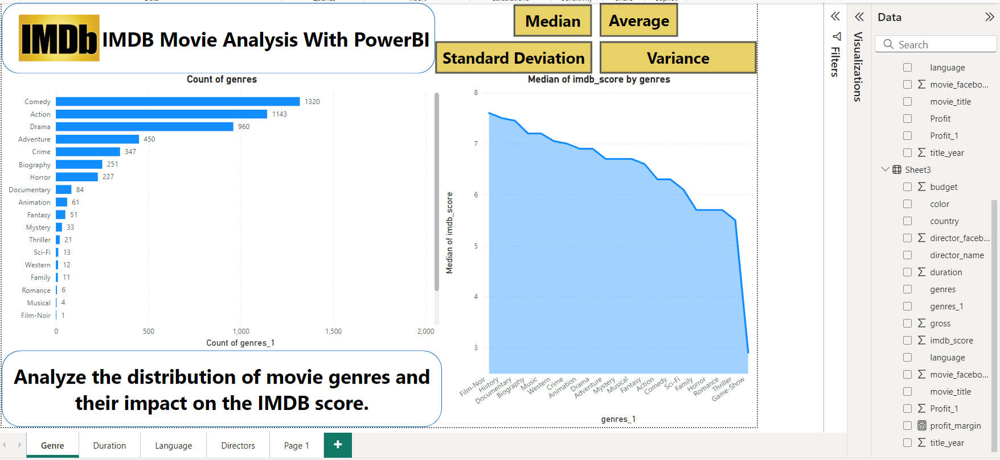 IMDb
IMDB Movie Analysis With PowerBI
Median
Average
Standard Deviation
Variance
Count of genres
Comedy 1320
Action 1143
Drama 960
Adventure 450
Crime 347
Biography 251
Horror 227
Documentary 84
Animation 61
Fantasy 51
Mystery 33
Thriller 21
Sci-Fi 13
Western 12
Family 11
Romance 6
Musical 4
Film-Noir 1
0 500 1,000 1,500 2,000
Count of genres_1
Median of imdb_score by genres
Median of imdb_score
8
7
6
5
4
3
Film-Noir
History
Documentary
Biography
Music
Western
Crime
Animation
Drama
Adventure
Mystery
Musical
Fantasy
Action
Comedy
Sci-Fi
Family
Horror
Romance
Thriller
Game-Show
genres_1
Analyze the distribution of movie genres and
their impact on the IMDB score.
Genre Duration Language Directors Page 1 +
Filters
Visualizations
Data
Search
language
movie_facebo...
movie_title
Profit
Profit_1
title_year
Sheet3
budget
color
country
director_faceb...
director_name
duration
genres
genres_1
gross
imdb_score
language
movie_facebo...
movie_title
Profit_1
profit_margin
title_year